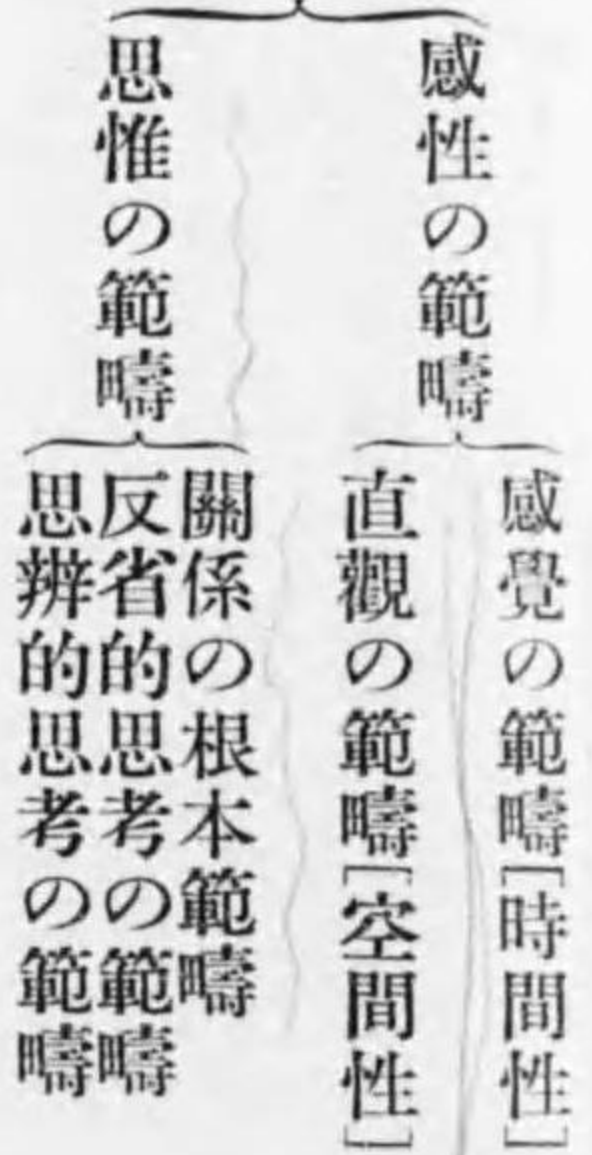 感性の範疇
感覺の範疇[時間性]
直觀の範疇[空間性]
思惟の範疇
關係の根本範疇
反省的思考の範疇
思辨的思考の範疇